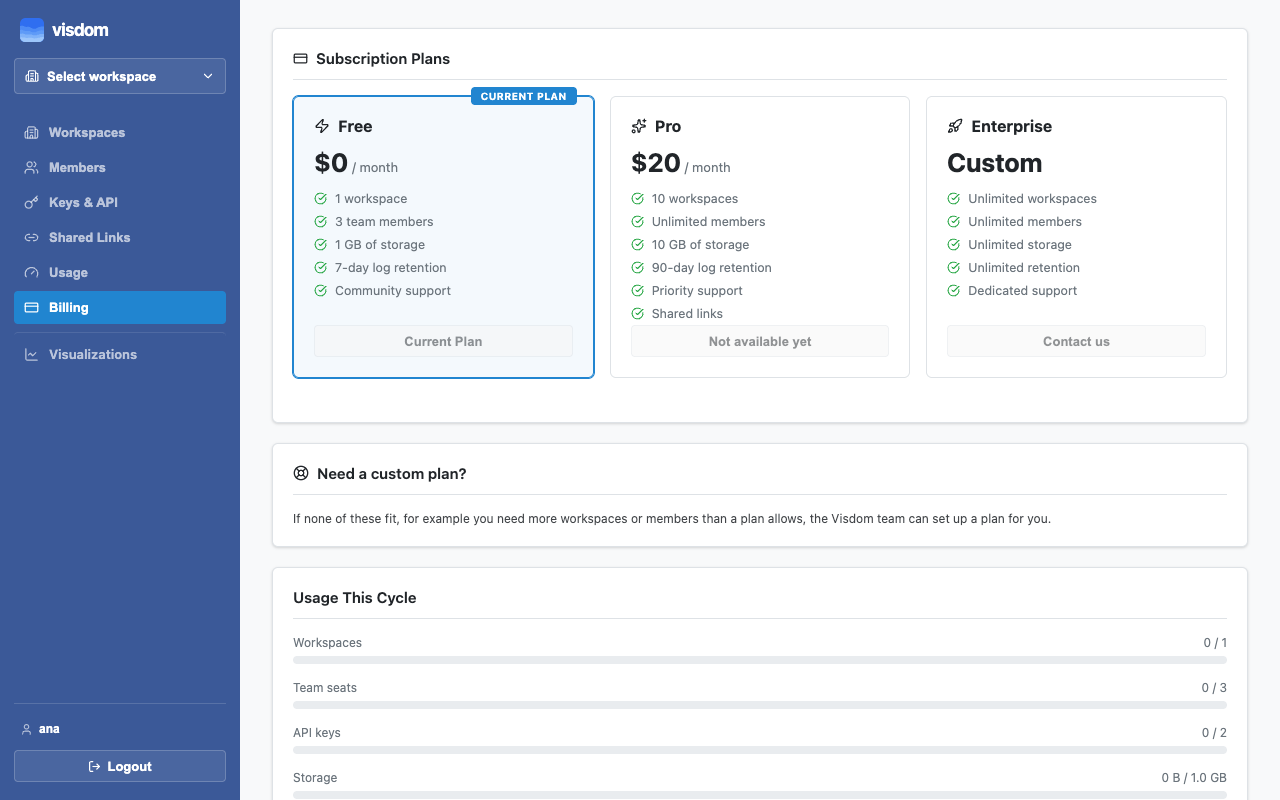 visdom
Select workspace
Workspaces
Members
Keys & API
Shared Links
Usage
Billing
Visualizations
ana
Logout
Subscription Plans
CURRENT PLAN
Free
$0 / month
1 workspace
3 team members
1 GB of storage
7-day log retention
Community support
Current Plan
Pro
$20 / month
10 workspaces
Unlimited members
10 GB of storage
90-day log retention
Priority support
Shared links
Not available yet
Enterprise
Custom
Unlimited workspaces
Unlimited members
Unlimited storage
Unlimited retention
Dedicated support
Contact us
Need a custom plan?
If none of these fit, for example you need more workspaces or members than a plan allows, the Visdom team can set up a plan for you.
Usage This Cycle
Workspaces 0 / 1
Team seats 0 / 3
API keys 0 / 2
Storage 0 B / 1.0 GB